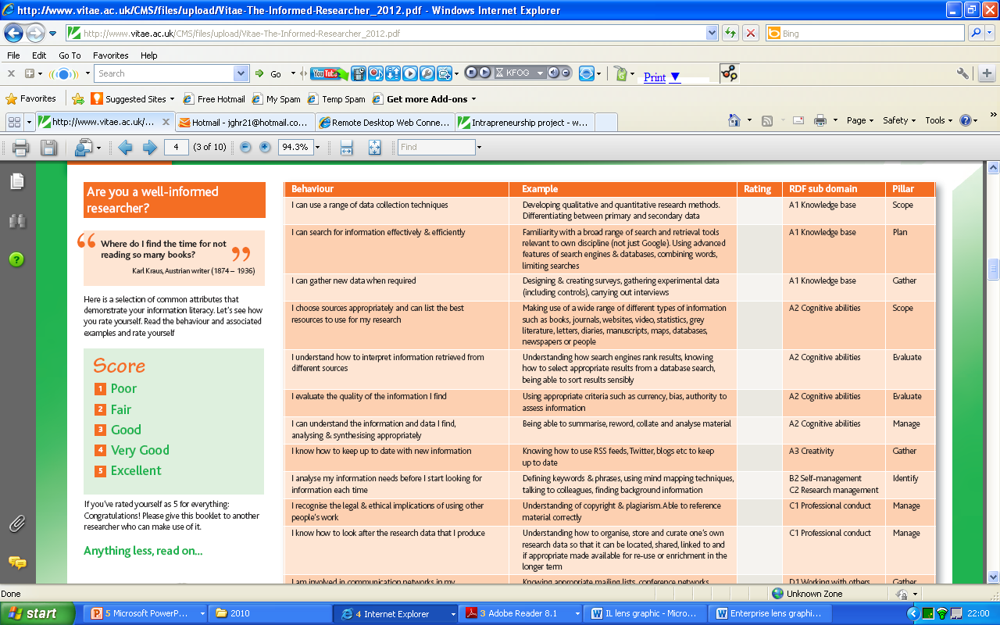 http://www.vitae.ac.uk/CMS/files/upload/Vitae-The-Informed-Researcher_2012.pdf - Windows Internet Explorer
http://www.vitae.ac.uk/CMS/files/upload/Vitae-The-Informed-Researcher_2012.pdf
Bing
File Edit Go To Favorites Help
Search Go YouTube KFOG Print
Favorites Suggested Sites Free Hotmail My Spam Temp Spam Get more Add-ons
http://www.vitae.ac.uk/... Hotmail - jghr21@hotmail.co... Remote Desktop Web Conne... Intrapreneurship project - w... Page Safety Tools
4 (3 of 10) 94.3% Find
Are you a well-informed
researcher?
“ Where do I find the time for not
reading so many books? ”
Karl Kraus, Austrian writer (1874 – 1936)
Here is a selection of common attributes that
demonstrate your information literacy. Let's see how
you rate yourself. Read the behaviour and associated
examples and rate yourself
Score
1 Poor
2 Fair
3 Good
4 Very Good
5 Excellent
If you've rated yourself as 5 for everything:
Congratulations! Please give this booklet to another
researcher who can make use of it.
Anything less, read on...
Behaviour Example Rating RDF sub domain Pillar
I can use a range of data collection techniques
Developing qualitative and quantitative research methods.
Differentiating between primary and secondary data
A1 Knowledge base
Scope
I can search for information effectively & efficiently
Familiarity with a broad range of search and retrieval tools
relevant to own discipline (not just Google). Using advanced
features of search engines & databases, combining words,
limiting searches
A1 Knowledge base
Plan
I can gather new data when required
Designing & creating surveys, gathering experimental data
(including controls), carrying out interviews
A1 Knowledge base
Gather
I choose sources appropriately and can list the best
resources to use for my research
Making use of a wide range of different types of information
such as books, journals, websites, video, statistics, grey
literature, letters, diaries, manuscripts, maps, databases,
newspapers or people
A2 Cognitive abilities
Scope
I understand how to interpret information retrieved from
different sources
Understanding how search engines rank results, knowing
how to select appropriate results from a database search,
being able to sort results sensibly
A2 Cognitive abilities
Evaluate
I evaluate the quality of the information I find
Using appropriate criteria such as currency, bias, authority to
assess information
A2 Cognitive abilities
Evaluate
I can understand the information and data I find,
analysing & synthesising appropriately
Being able to summarise, reword, collate and analyse material
A2 Cognitive abilities
Manage
I know how to keep up to date with new information
Knowing how to use RSS feeds, Twitter, blogs etc to keep
up to date
A3 Creativity
Gather
I analyse my information needs before I start looking for
information each time
Defining keywords & phrases, using mind mapping techniques,
talking to colleagues, finding background information
B2 Self-management
C2 Research management
Identify
I recognise the legal & ethical implications of using other
people's work
Understanding of copyright & plagiarism. Able to reference
material correctly
C1 Professional conduct
Manage
I know how to look after the research data that I produce
Understanding how to organise, store and curate one's own
research data so that it can be located, shared, linked to and
if appropriate made available for re-use or enrichment in the
longer term
C1 Professional conduct
Manage
I am involved in communication networks in my
Knowing appropriate mailing lists, conference networks
D1 Working with others
Gather
Done Unknown Zone
start 5 Microsoft PowerP... 2010 4 Internet Explorer 3 Adobe Reader 8.1 IL lens graphic - Micro... Enterprise lens graphi... 22:00